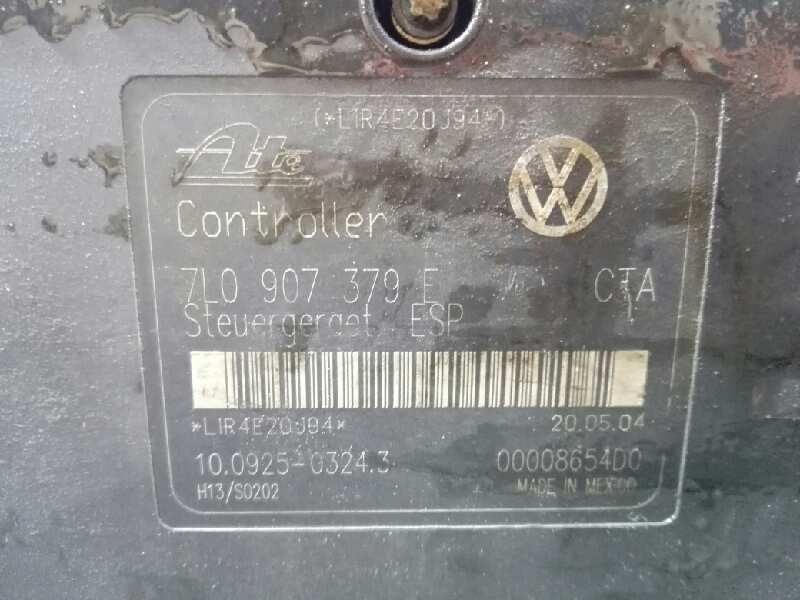 (*L1R4E20J94*)
Ate
Controller
7L0 907 379 E
Steuergeraet ESP
*L1R4E20J94*
20.05.04
10.0925-0324.3
00008654D0
H13/S0202
MADE IN MEXICO